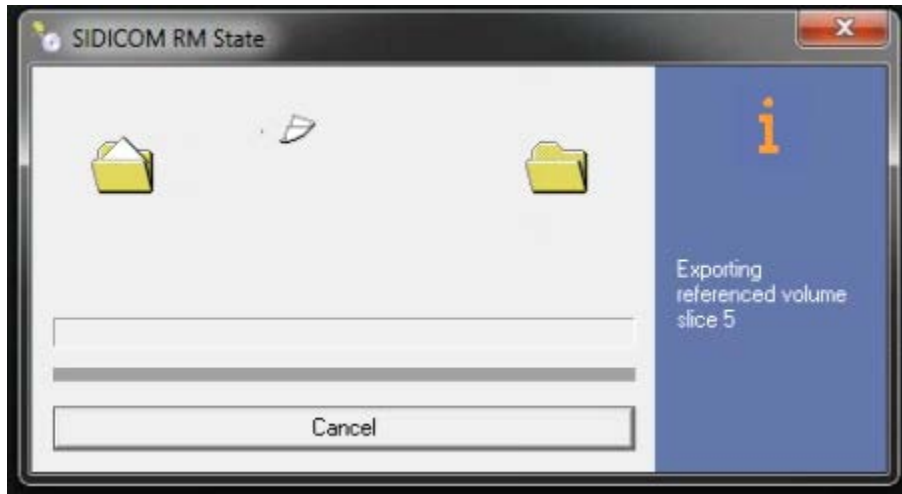 SIDICOM RM State
Exporting
referenced volume
slice 5
Cancel